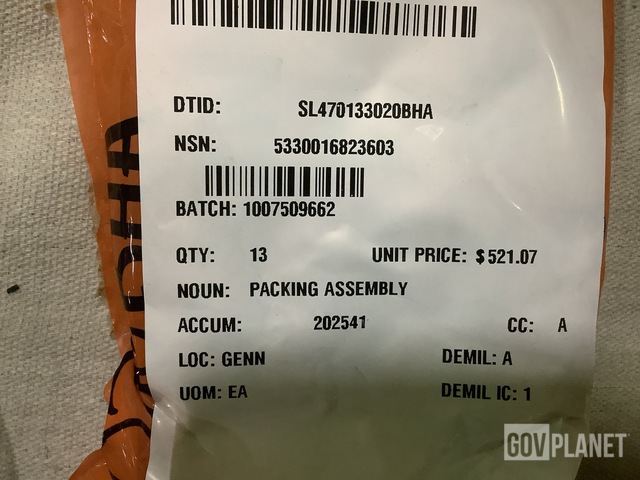 DTID: SL470133020BHA
NSN: 5330016823603
BATCH: 1007509662
QTY: 13 UNIT PRICE: $521.07
NOUN: PACKING ASSEMBLY
ACCUM: 202541 CC: A
LOC: GENN DEMIL: A
UOM: EA DEMIL IC: 1
GOVPLANET